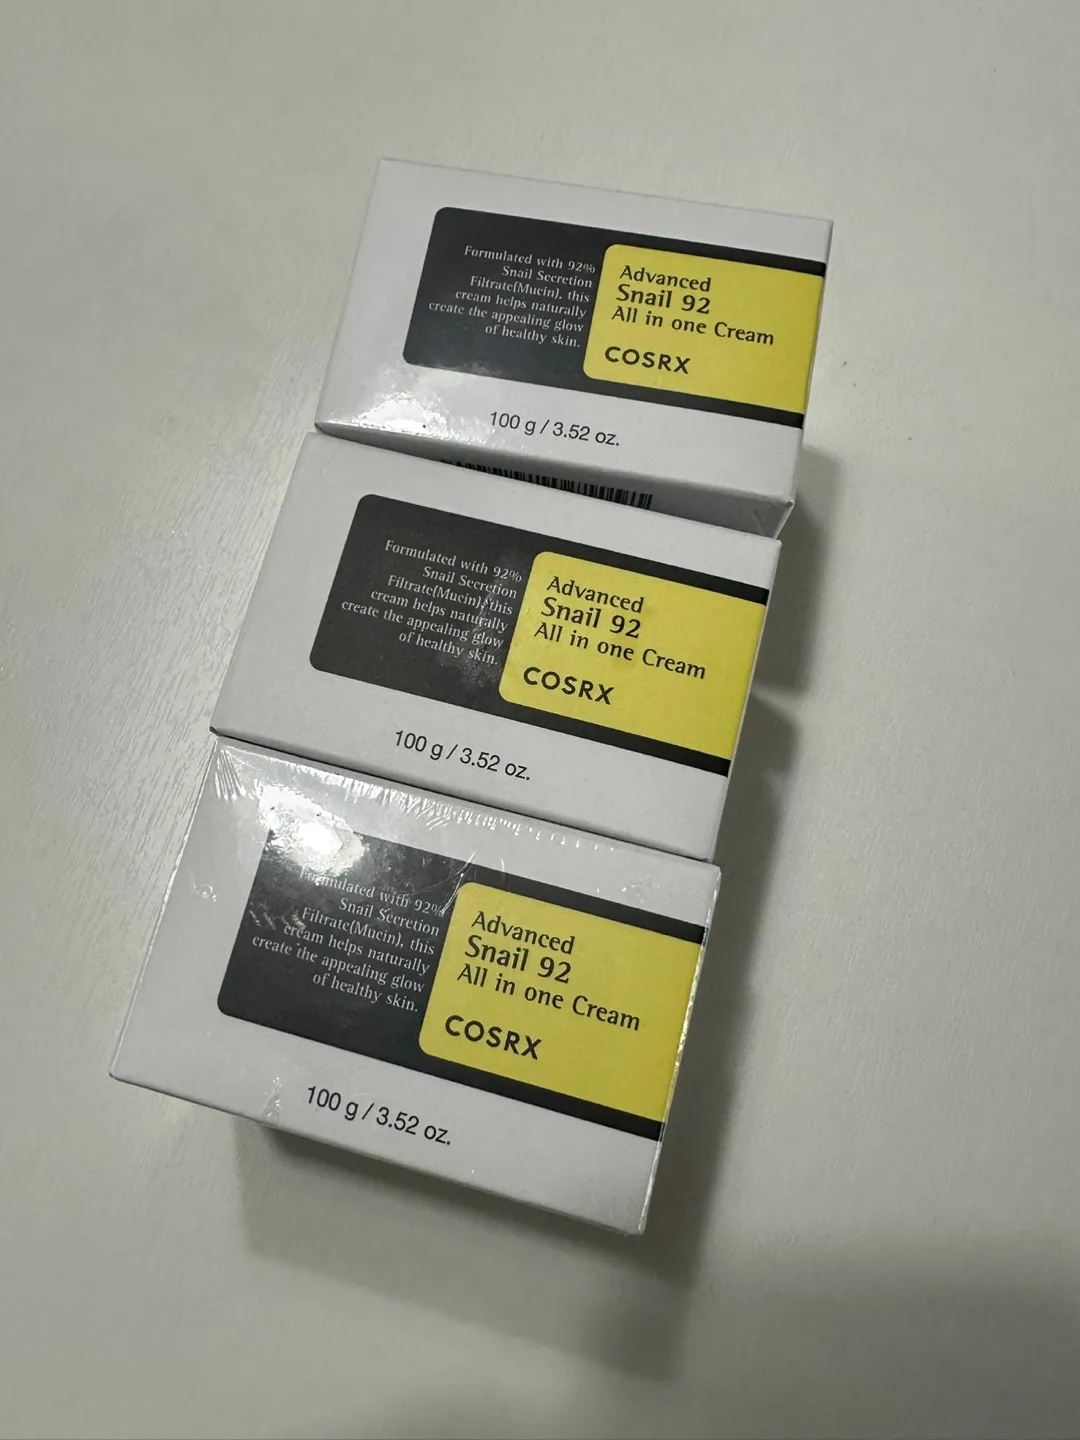 Formulated with 92%
Snail Secretion
Filtrate(Mucin), this
cream helps naturally
create the appealing glow
of healthy skin.
Advanced
Snail 92
All in one Cream
COSRX
100 g / 3.52 oz.
Formulated with 92%
Snail Secretion
Filtrate(Mucin), this
cream helps naturally
create the appealing glow
of healthy skin.
Advanced
Snail 92
All in one Cream
COSRX
100 g / 3.52 oz.
Formulated with 92%
Snail Secretion
Filtrate(Mucin), this
cream helps naturally
create the appealing glow
of healthy skin.
Advanced
Snail 92
All in one Cream
COSRX
100 g / 3.52 oz.